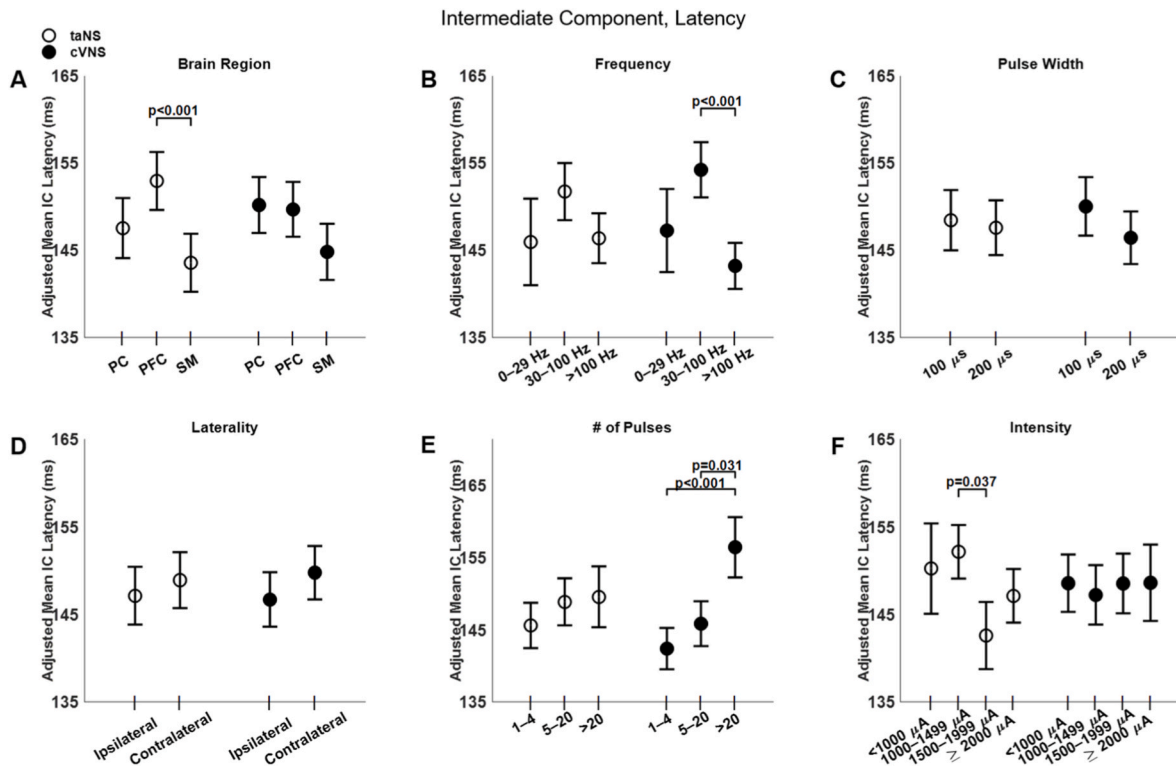 Intermediate Component, Latency
taNS
cVNS
A
Brain Region
Adjusted Mean IC Latency (ms)
165
155
145
135
p<0.001
PC
PFC
SM
PC
PFC
SM
B
Frequency
Adjusted Mean IC Latency (ms)
165
155
145
135
p<0.001
0–29 Hz
30–100 Hz
>100 Hz
0–29 Hz
30–100 Hz
>100 Hz
C
Pulse Width
Adjusted Mean IC Latency (ms)
165
155
145
135
100 μs
200 μs
100 μs
200 μs
D
Laterality
Adjusted Mean IC Latency (ms)
165
155
145
135
Ipsilateral
Contralateral
Ipsilateral
Contralateral
E
# of Pulses
Adjusted Mean IC Latency (ms)
165
155
145
135
p=0.031
p<0.001
1–4
5–20
>20
1–4
5–20
>20
F
Intensity
Adjusted Mean IC Latency (ms)
165
155
145
135
p=0.037
<1000 μA
1000–1499 μA
1500–1999 μA
≥ 2000 μA
<1000 μA
1000–1499 μA
1500–1999 μA
≥ 2000 μA